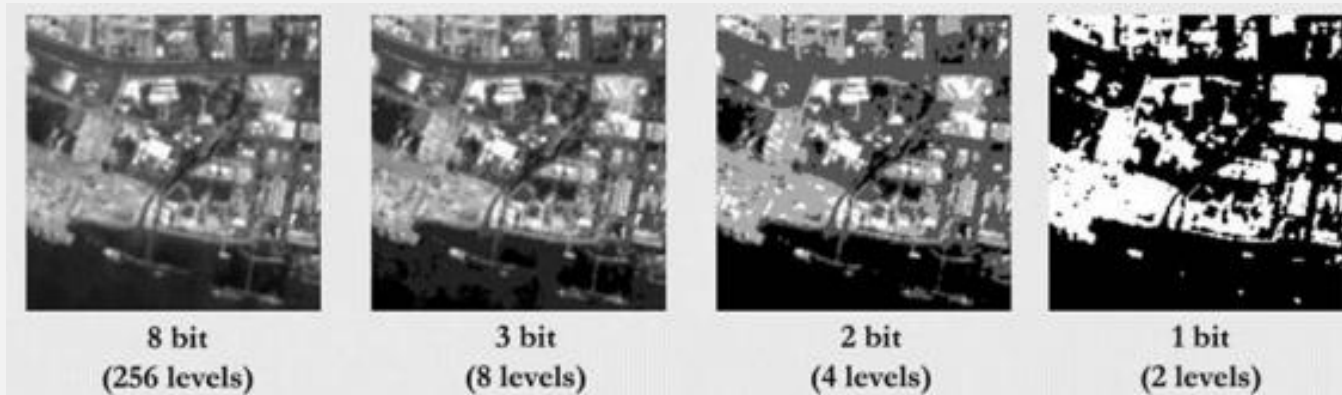 8 bit
(256 levels)
3 bit
(8 levels)
2 bit
(4 levels)
1 bit
(2 levels)